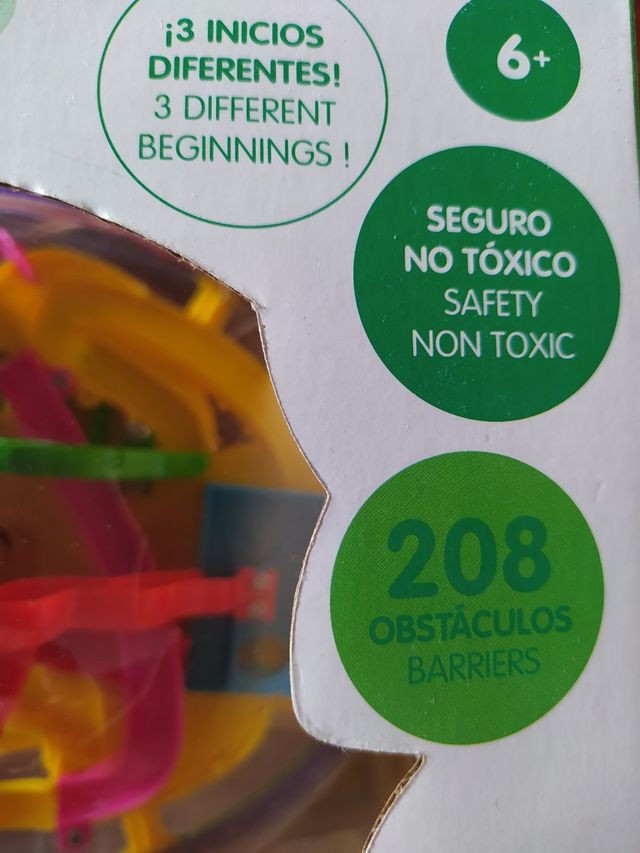 ¡3 INICIOS
DIFERENTES!
3 DIFFERENT
BEGINNINGS !
6+
SEGURO
NO TÓXICO
SAFETY
NON TOXIC
208
OBSTÁCULOS
BARRIERS